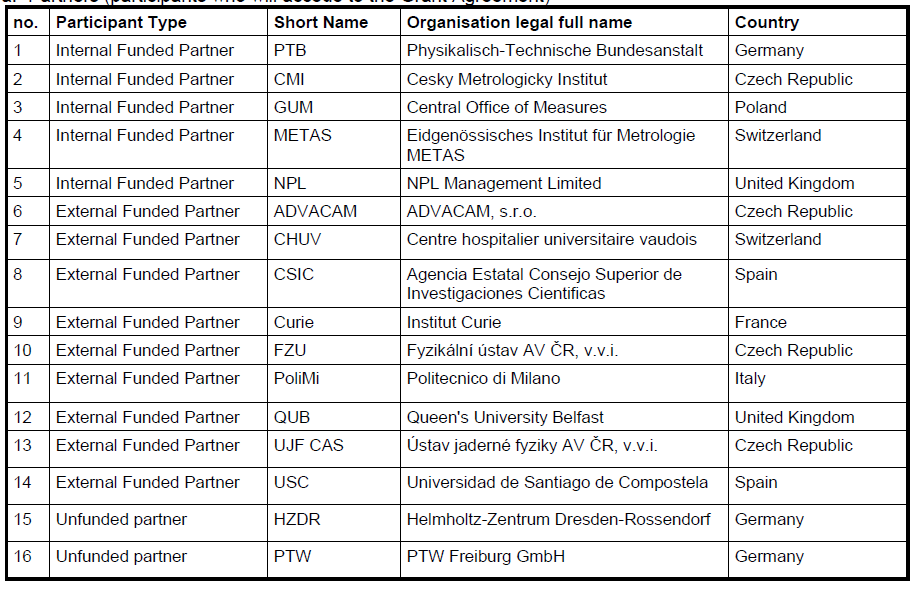 a. Partners (participants who will accede to the Grant Agreement)
no. Participant Type Short Name Organisation legal full name Country
1 Internal Funded Partner PTB Physikalisch-Technische Bundesanstalt Germany
2 Internal Funded Partner CMI Cesky Metrologicky Institut Czech Republic
3 Internal Funded Partner GUM Central Office of Measures Poland
4 Internal Funded Partner METAS Eidgenössisches Institut für Metrologie Switzerland
METAS
5 Internal Funded Partner NPL NPL Management Limited United Kingdom
6 External Funded Partner ADVACAM ADVACAM, s.r.o. Czech Republic
7 External Funded Partner CHUV Centre hospitalier universitaire vaudois Switzerland
8 External Funded Partner CSIC Agencia Estatal Consejo Superior de Spain
Investigaciones Cientificas
9 External Funded Partner Curie Institut Curie France
10 External Funded Partner FZU Fyzikální ústav AV ČR, v.v.i. Czech Republic
11 External Funded Partner PoliMi Politecnico di Milano Italy
12 External Funded Partner QUB Queen's University Belfast United Kingdom
13 External Funded Partner UJF CAS Ústav jaderné fyziky AV ČR, v.v.i. Czech Republic
14 External Funded Partner USC Universidad de Santiago de Compostela Spain
15 Unfunded partner HZDR Helmholtz-Zentrum Dresden-Rossendorf Germany
16 Unfunded partner PTW PTW Freiburg GmbH Germany